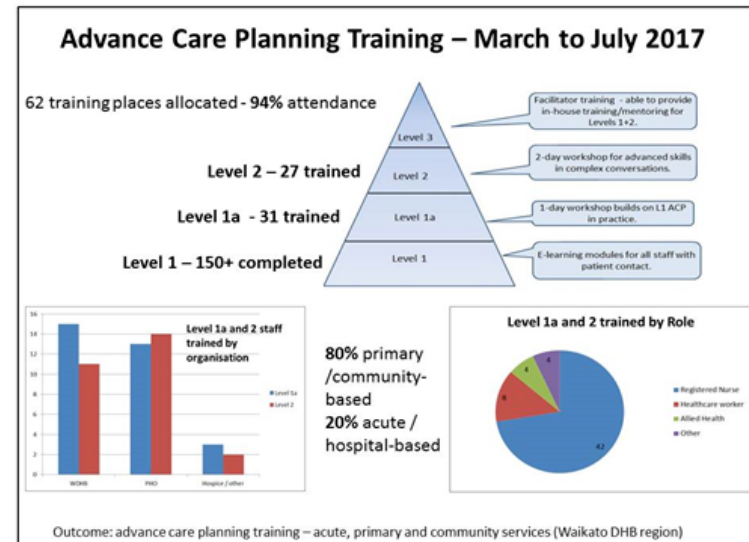 Advance Care Planning Training – March to July 2017
62 training places allocated - 94% attendance
Level 3
Facilitator training - able to provide
in-house training/mentoring for
Levels 1+2.
Level 2 – 27 trained
Level 2
2-day workshop for advanced skills
in complex conversations.
Level 1a - 31 trained
Level 1a
1-day workshop builds on L1 ACP
in practice.
Level 1 – 150+ completed
Level 1
E-learning modules for all staff with
patient contact.
Level 1a and 2 staff
trained by
organisation
16
14
12
10
8
6
4
2
0
WDHB
PHO
Hospice / other
Level 1a
Level 2
80% primary
/community-
based
20% acute /
hospital-based
Level 1a and 2 trained by Role
4
4
8
42
Registered Nurse
Healthcare worker
Allied Health
Other
Outcome: advance care planning training – acute, primary and community services (Waikato DHB region)